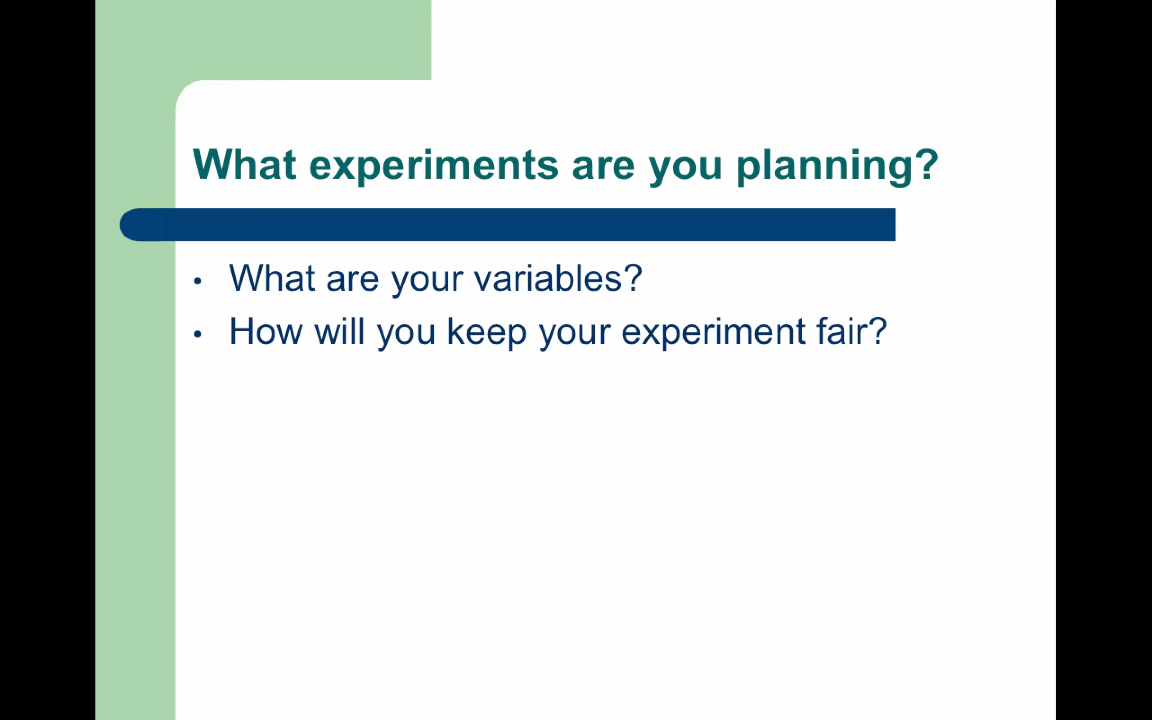 What experiments are you planning?
• What are your variables?
• How will you keep your experiment fair?